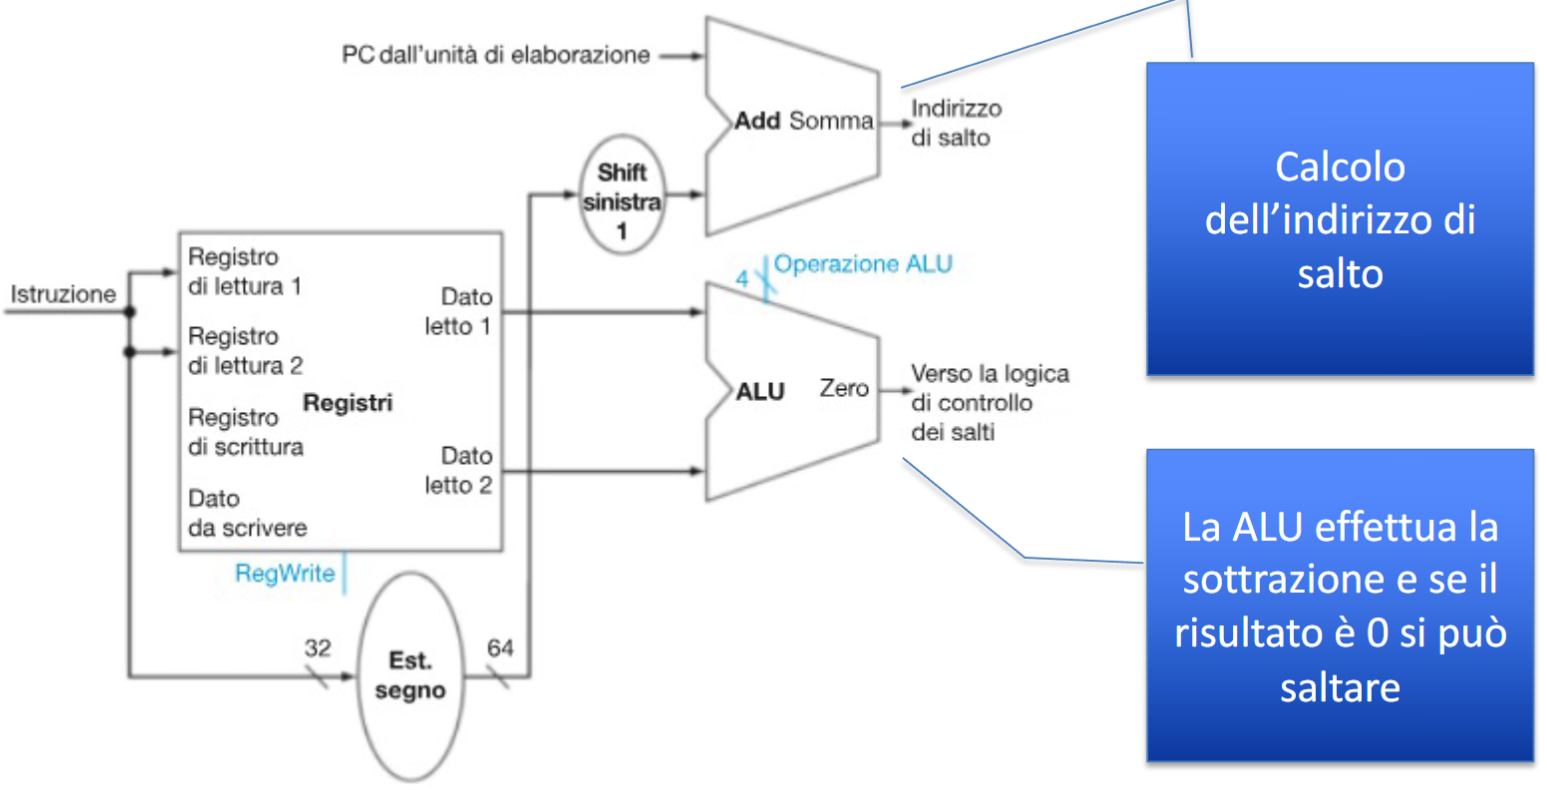 PC dall'unità di elaborazione
Add Somma
Indirizzo
di salto
Shift
sinistra
1
Operazione ALU
4
Istruzione
Registro
di lettura 1
Registro
di lettura 2
Registri
Registro
di scrittura
Dato
da scrivere
Dato
letto 1
Dato
letto 2
RegWrite
ALU Zero
Verso la logica
di controllo
dei salti
32
Est.
segno
64
Calcolo
dell’indirizzo di
salto
La ALU effettua la
sottrazione e se il
risultato è 0 si può
saltare